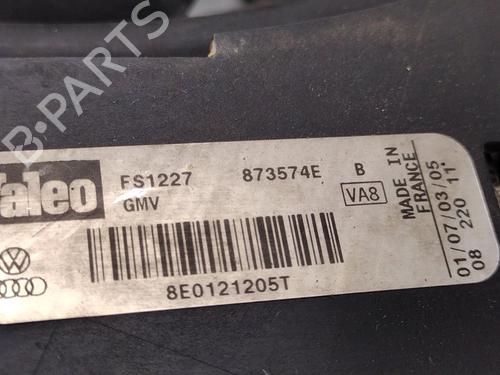 B-PARTS
Valeo
FS1227 873574E B
GMV VA8
MADE IN
FRANCE
01/07/03/05
08 220 11'
8E0121205T